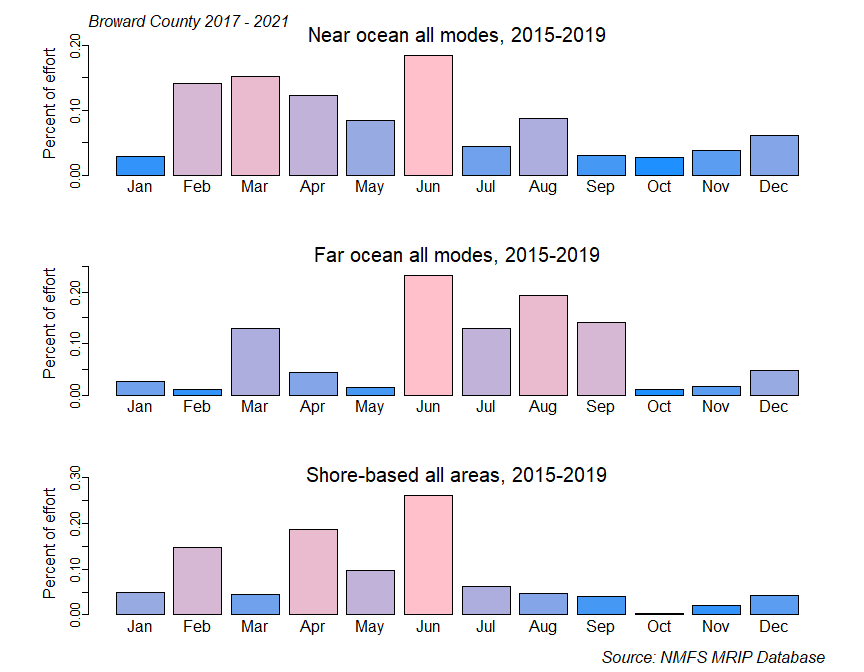 Broward County 2017 - 2021
Near ocean all modes, 2015-2019
Percent of effort
0.20
0.10
0.00
Jan Feb Mar Apr May Jun Jul Aug Sep Oct Nov Dec
Far ocean all modes, 2015-2019
Percent of effort
0.20
0.10
0.00
Jan Feb Mar Apr May Jun Jul Aug Sep Oct Nov Dec
Shore-based all areas, 2015-2019
Percent of effort
0.30
0.20
0.10
0.00
Jan Feb Mar Apr May Jun Jul Aug Sep Oct Nov Dec
Source: NMFS MRIP Database